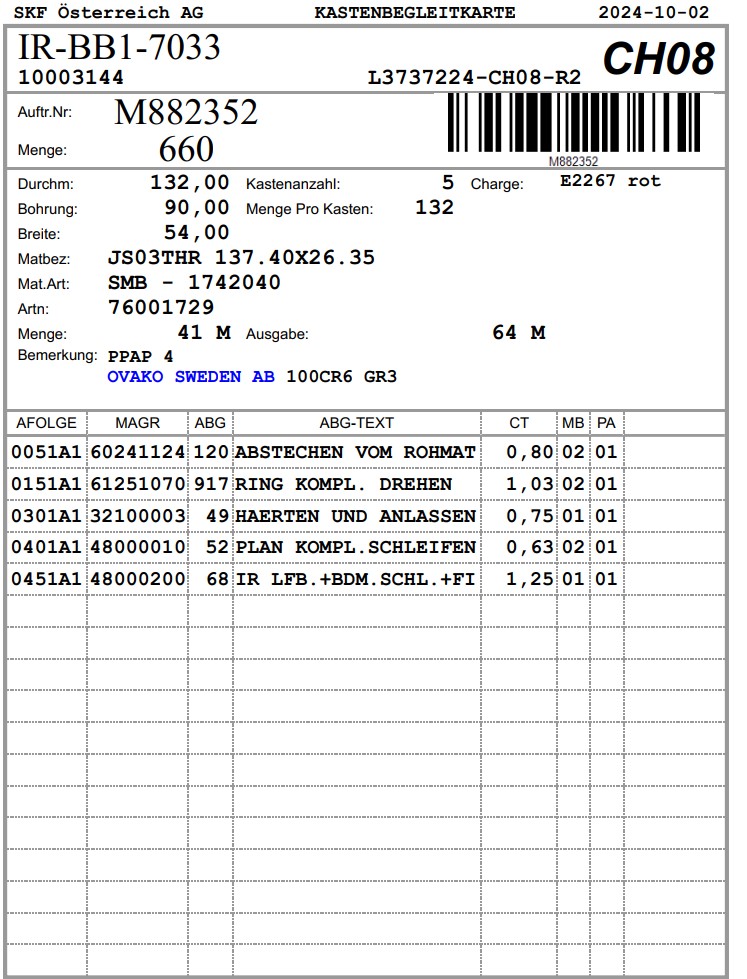 SKF Österreich AG KASTENBEGLEITKARTE 2024-10-02
IR-BB1-7033
CH08
10003144 L3737224-CH08-R2
Auftr.Nr: M882352
Menge: 660
M882352
Durchm: 132,00 Kastenanzahl: 5 Charge: E2267 rot
Bohrung: 90,00 Menge Pro Kasten: 132
Breite: 54,00
Matbez: JS03THR 137.40X26.35
Mat.Art: SMB - 1742040
Artn: 76001729
Menge: 41 M Ausgabe: 64 M
Bemerkung: PPAP 4
OVAKO SWEDEN AB 100CR6 GR3
AFOLGE MAGR ABG ABG-TEXT CT MB PA
0051A1 60241124 120 ABSTECHEN VOM ROHMAT 0,80 02 01
0151A1 61251070 917 RING KOMPL. DREHEN 1,03 02 01
0301A1 32100003 49 HAERTEN UND ANLASSEN 0,75 01 01
0401A1 48000010 52 PLAN KOMPL.SCHLEIFEN 0,63 02 01
0451A1 48000200 68 IR LFB.+BDM.SCHL.+FI 1,25 01 01